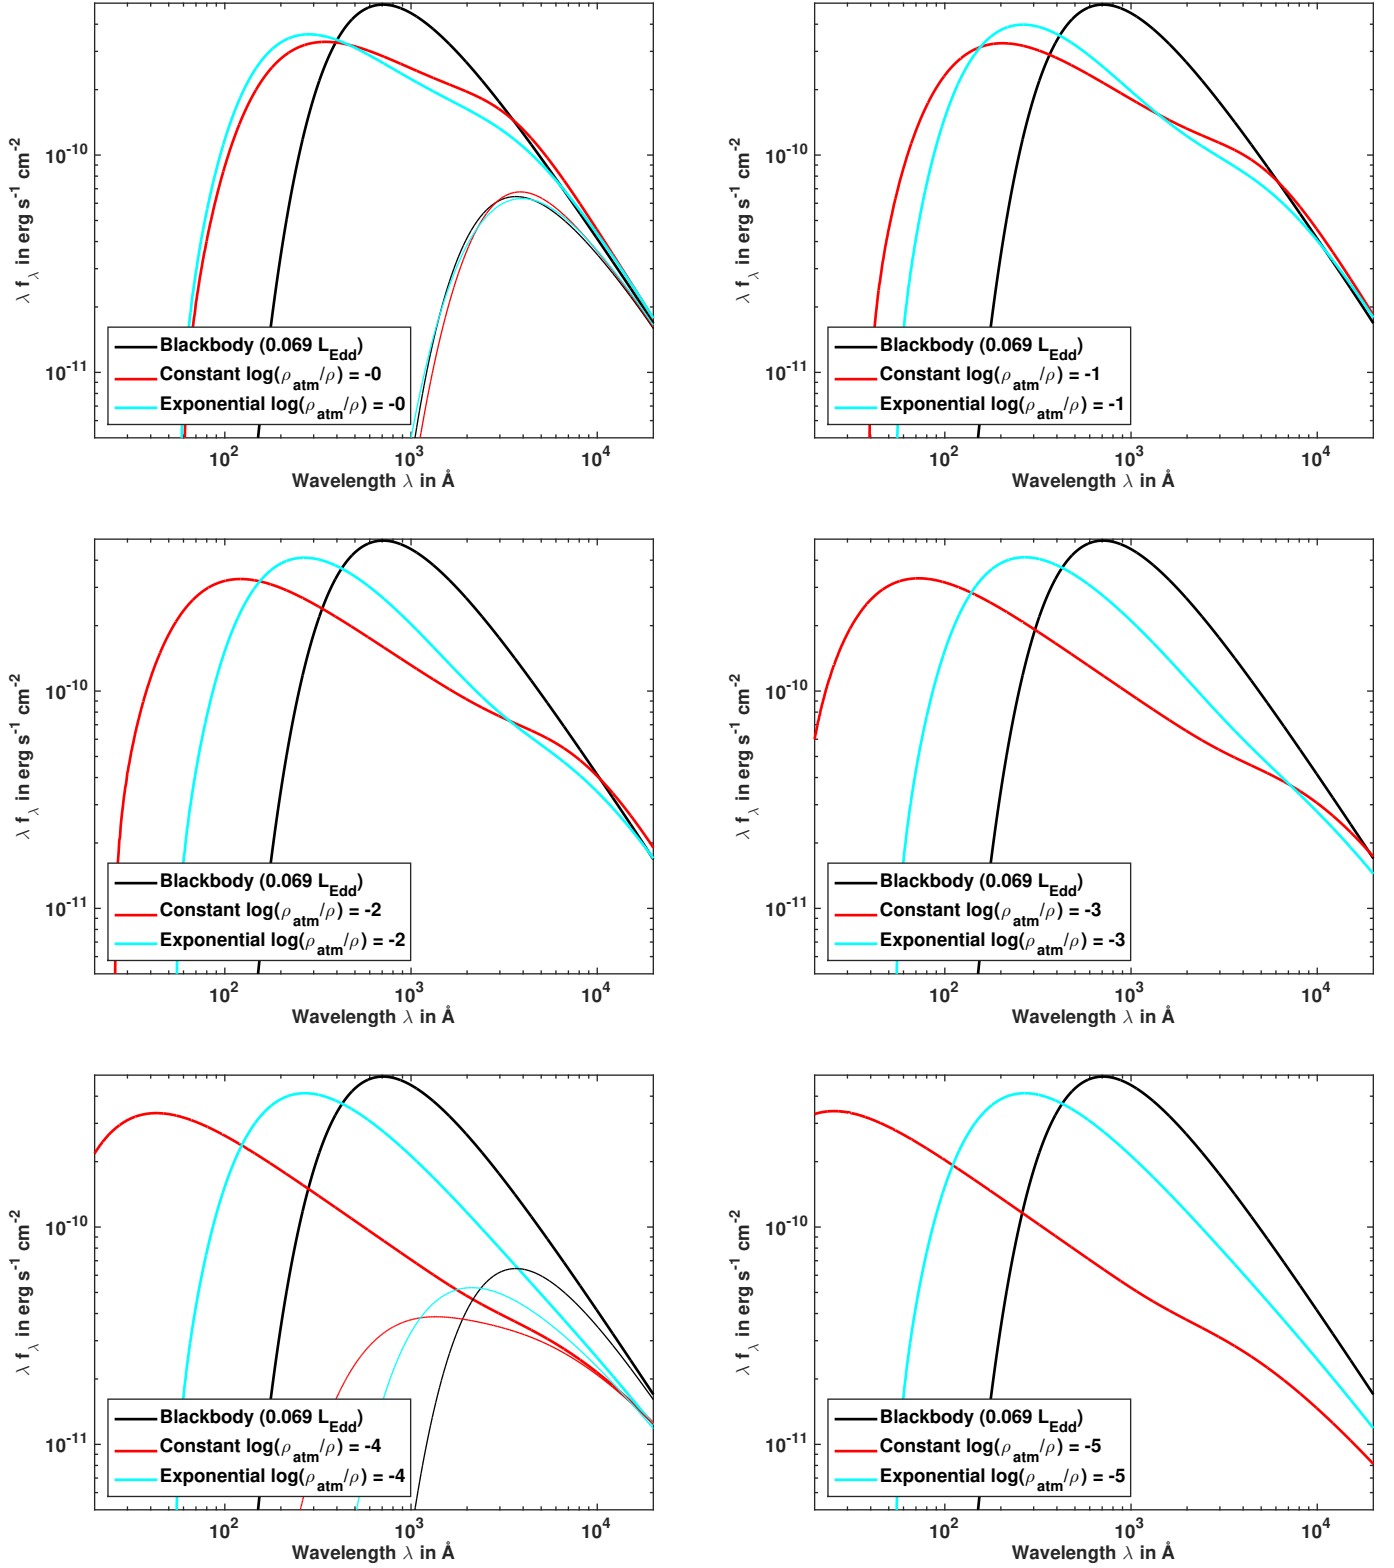 λ f_λ in erg s^-1 cm^-2
10^-10
10^-11
Blackbody (0.069 L_Edd)
Constant log(ρ_atm/ρ) = -0
Exponential log(ρ_atm/ρ) = -0
10^2 10^3 10^4
Wavelength λ in Å
λ f_λ in erg s^-1 cm^-2
10^-10
10^-11
Blackbody (0.069 L_Edd)
Constant log(ρ_atm/ρ) = -1
Exponential log(ρ_atm/ρ) = -1
10^2 10^3 10^4
Wavelength λ in Å
λ f_λ in erg s^-1 cm^-2
10^-10
10^-11
Blackbody (0.069 L_Edd)
Constant log(ρ_atm/ρ) = -2
Exponential log(ρ_atm/ρ) = -2
10^2 10^3 10^4
Wavelength λ in Å
λ f_λ in erg s^-1 cm^-2
10^-10
10^-11
Blackbody (0.069 L_Edd)
Constant log(ρ_atm/ρ) = -3
Exponential log(ρ_atm/ρ) = -3
10^2 10^3 10^4
Wavelength λ in Å
λ f_λ in erg s^-1 cm^-2
10^-10
10^-11
Blackbody (0.069 L_Edd)
Constant log(ρ_atm/ρ) = -4
Exponential log(ρ_atm/ρ) = -4
10^2 10^3 10^4
Wavelength λ in Å
λ f_λ in erg s^-1 cm^-2
10^-10
10^-11
Blackbody (0.069 L_Edd)
Constant log(ρ_atm/ρ) = -5
Exponential log(ρ_atm/ρ) = -5
10^2 10^3 10^4
Wavelength λ in Å